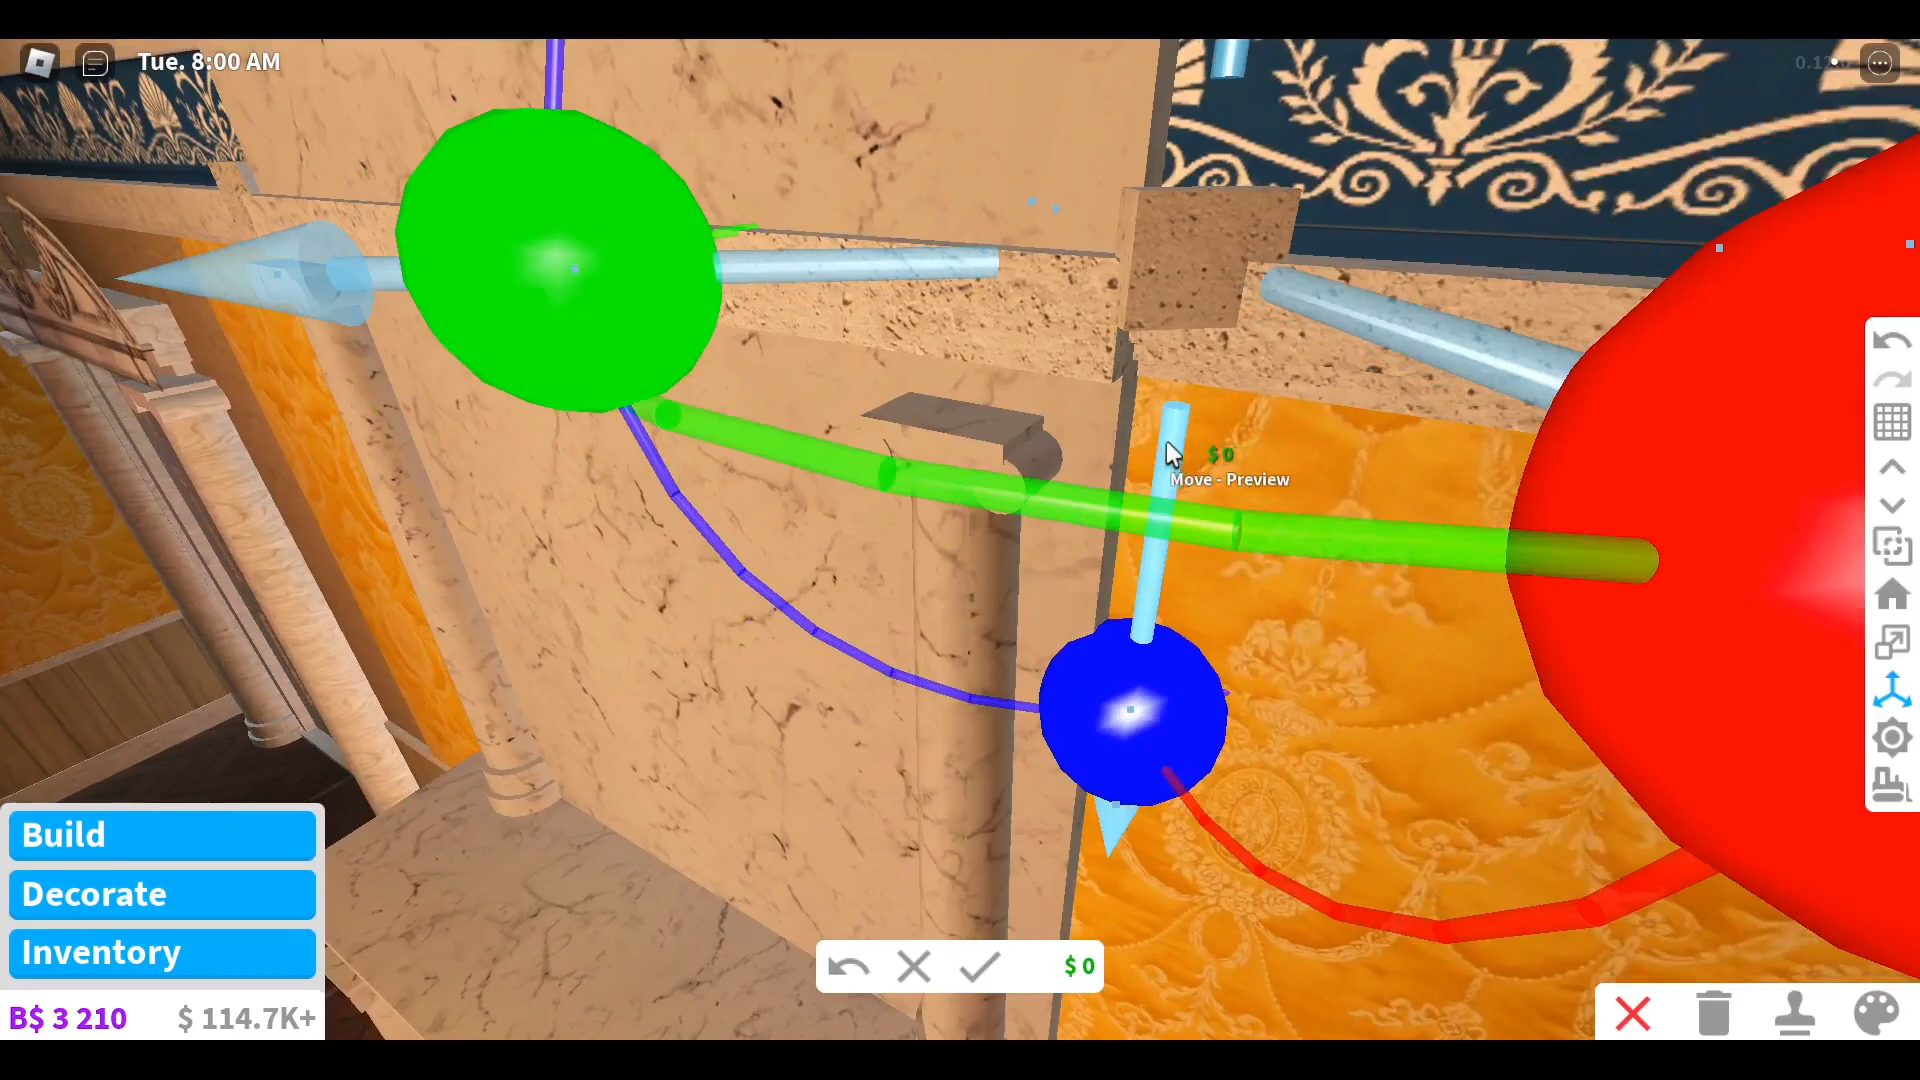 Tue. 8:00 AM
$ 0
Move - Preview
Build
Decorate
Inventory
B$ 3 210
$ 114.7K+
$ 0